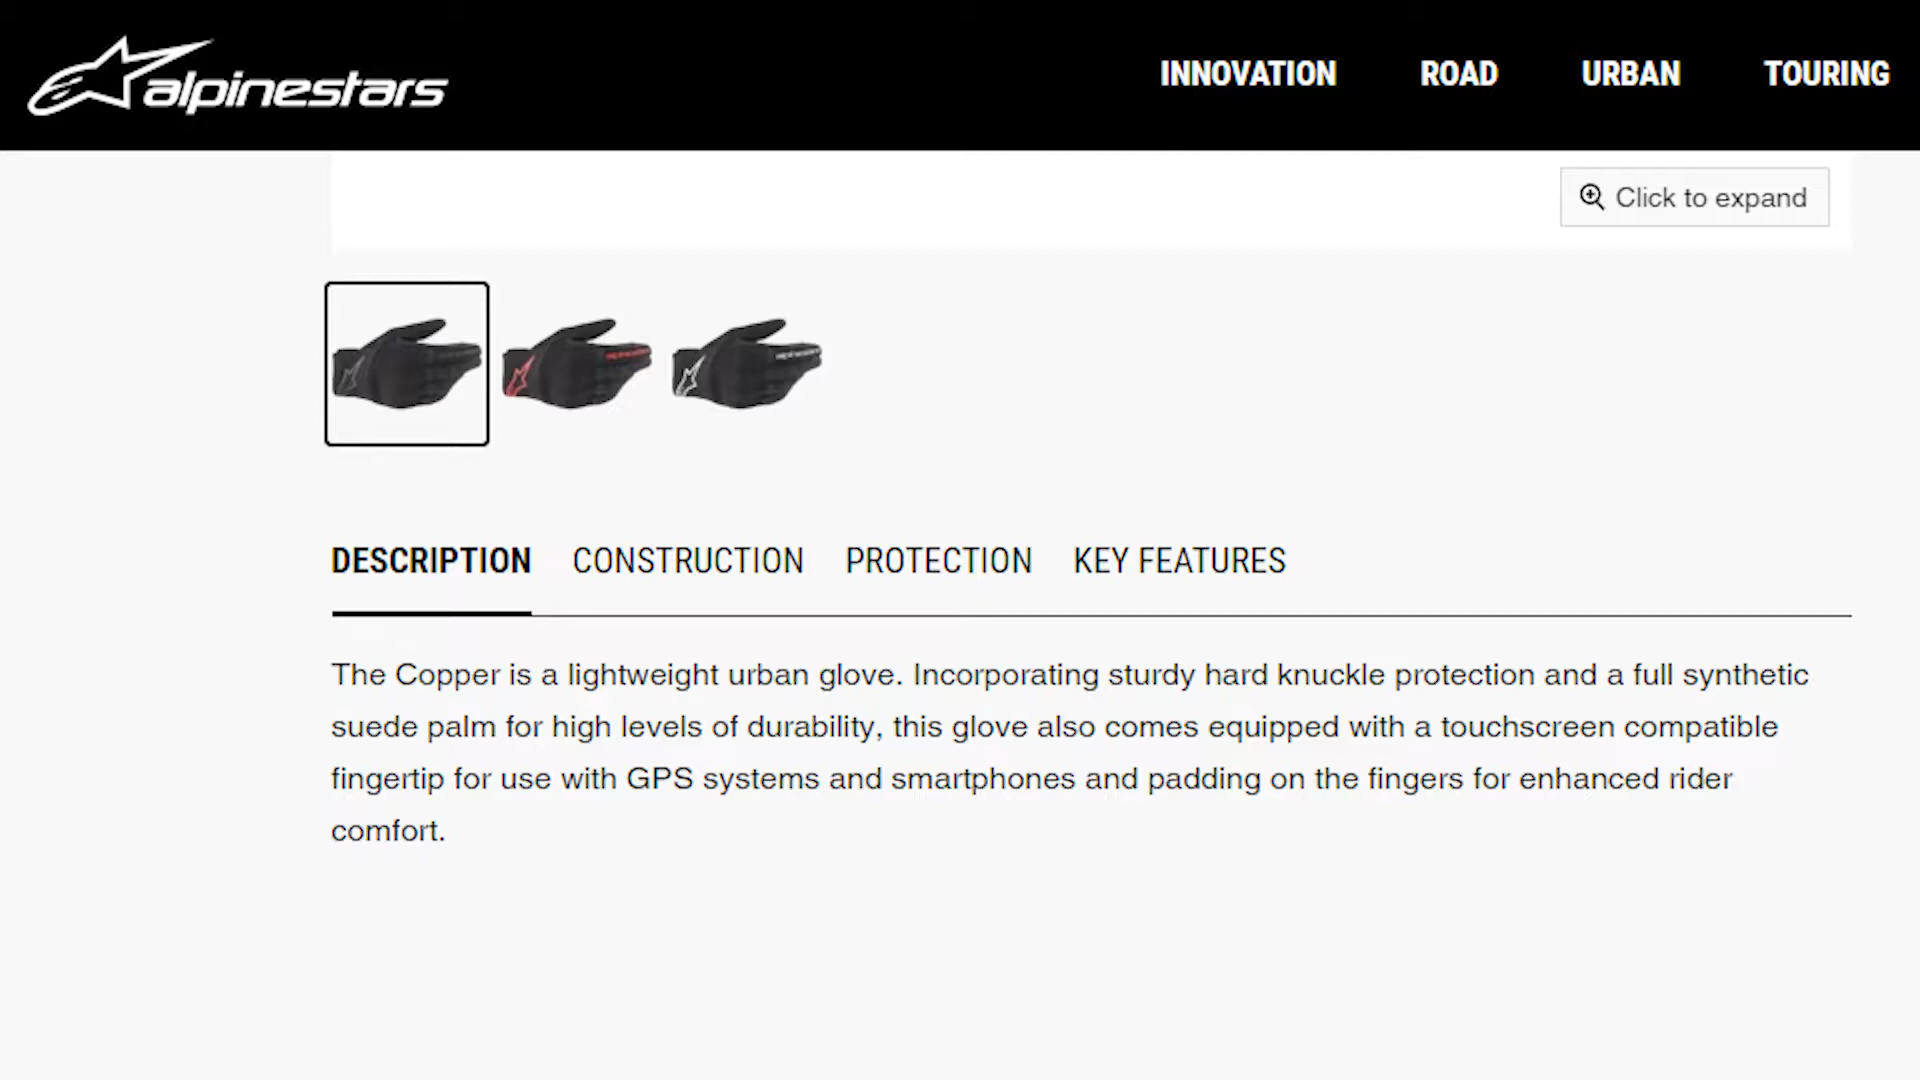 alpinestars
INNOVATION ROAD URBAN TOURING
Click to expand
DESCRIPTION CONSTRUCTION PROTECTION KEY FEATURES
The Copper is a lightweight urban glove. Incorporating sturdy hard knuckle protection and a full synthetic
suede palm for high levels of durability, this glove also comes equipped with a touchscreen compatible
fingertip for use with GPS systems and smartphones and padding on the fingers for enhanced rider
comfort.